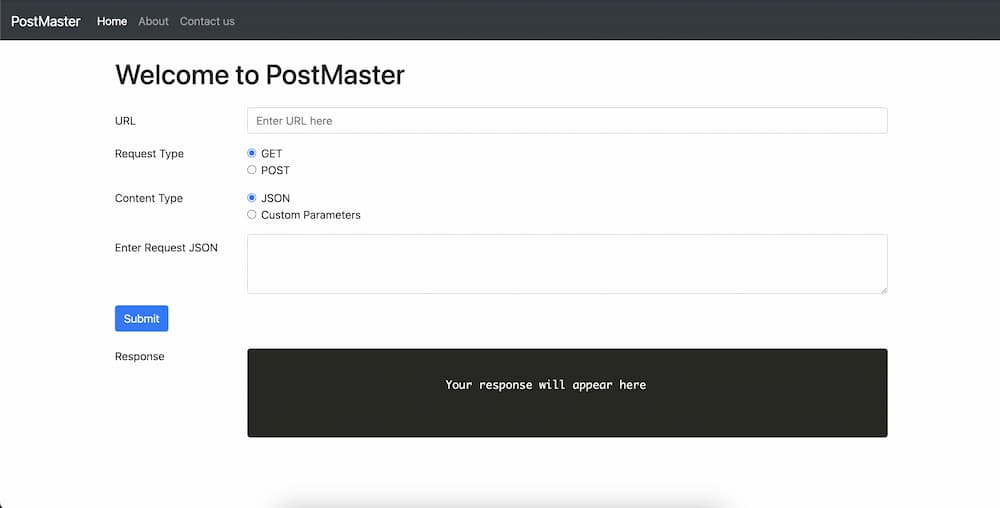 PostMaster Home About Contact us
Welcome to PostMaster
URL Enter URL here
Request Type GET
POST
Content Type JSON
Custom Parameters
Enter Request JSON
Submit
Response
Your response will appear here